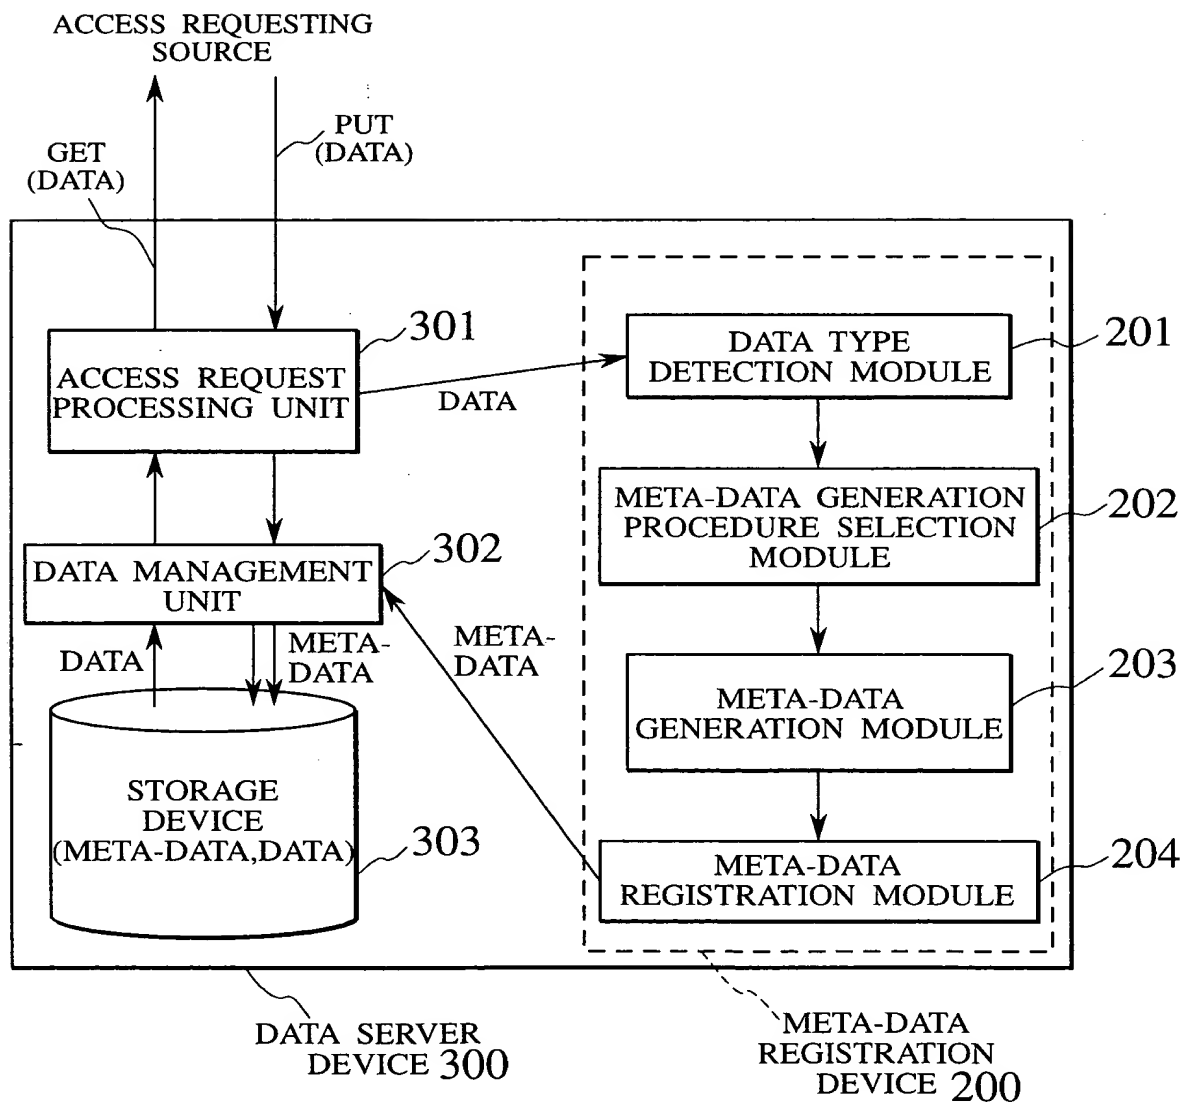 ACCESS REQUESTING
SOURCE
GET
(DATA)
PUT
(DATA)
301
ACCESS REQUEST
PROCESSING UNIT
DATA
201
DATA TYPE
DETECTION MODULE
202
META-DATA GENERATION
PROCEDURE SELECTION
MODULE
302
DATA MANAGEMENT
UNIT
DATA
META-
DATA
META-
DATA
203
META-DATA
GENERATION MODULE
STORAGE
DEVICE
(META-DATA,DATA)
303
204
META-DATA
REGISTRATION MODULE
DATA SERVER
DEVICE 300
META-DATA
REGISTRATION
DEVICE 200